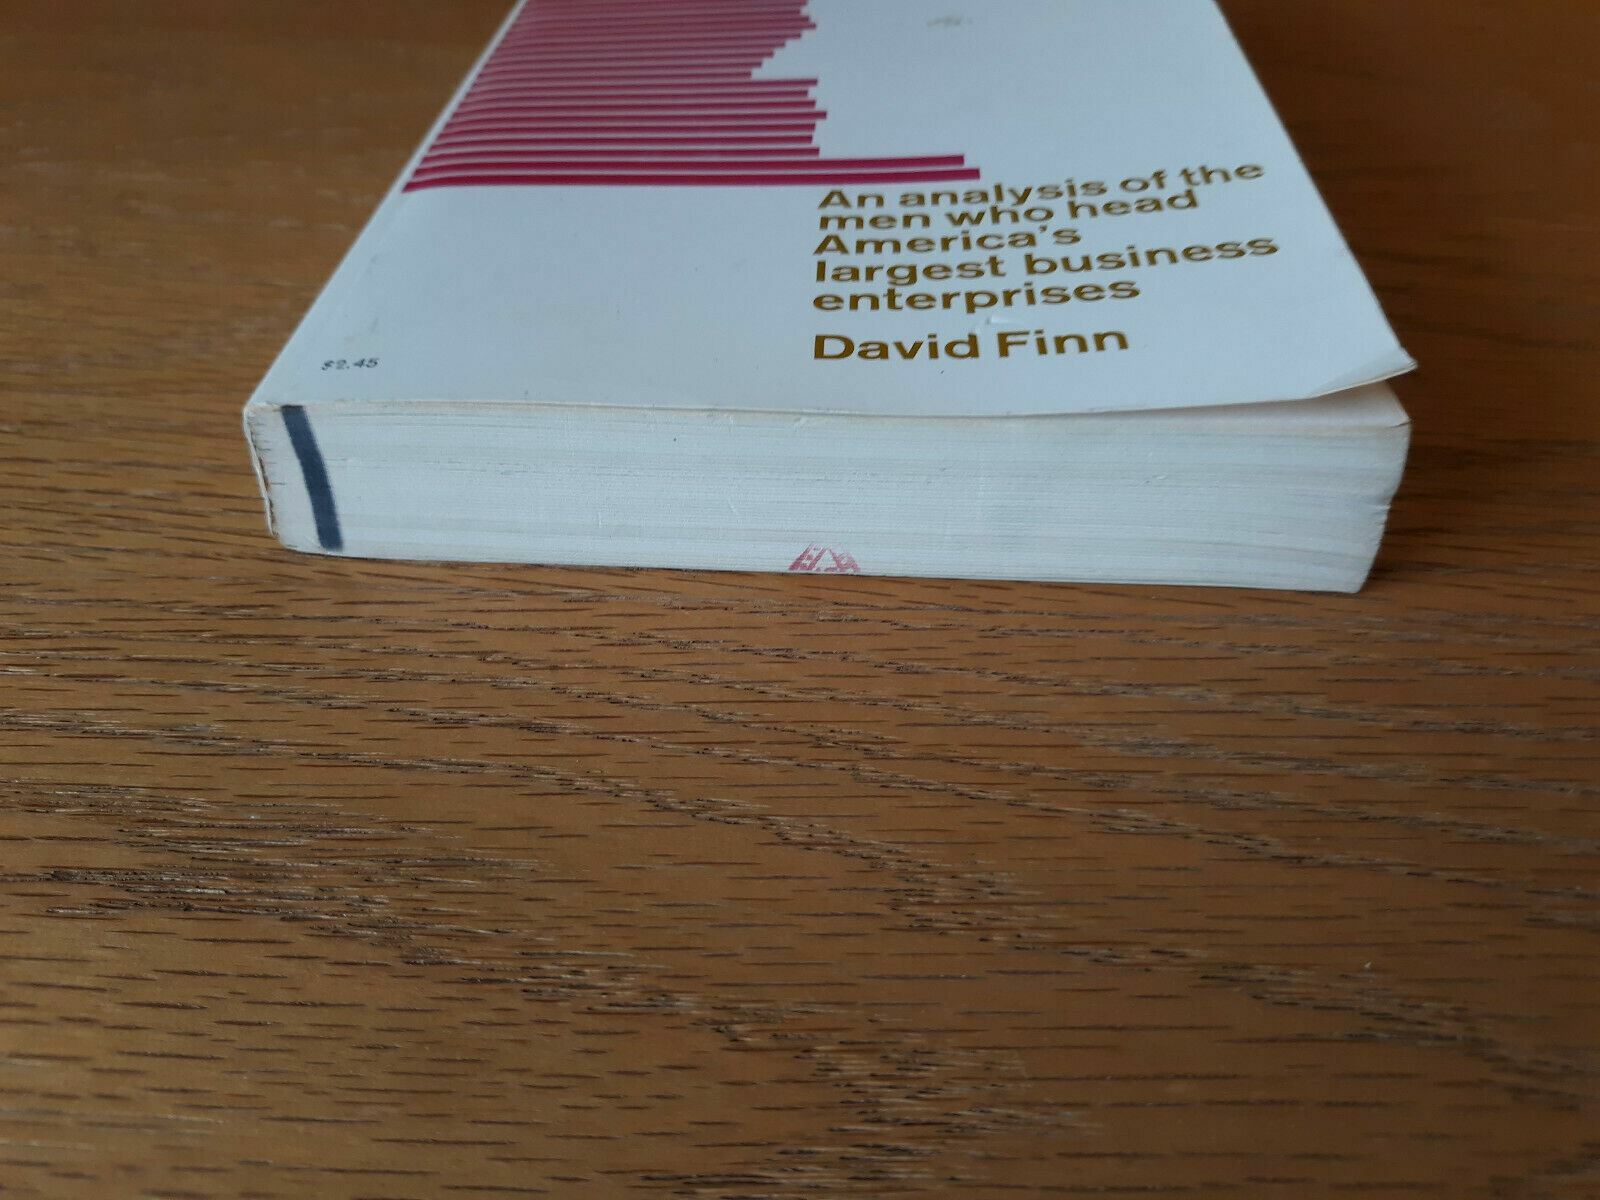 An analysis of the
men who head
America's
largest business
enterprises
David Finn
$2.45